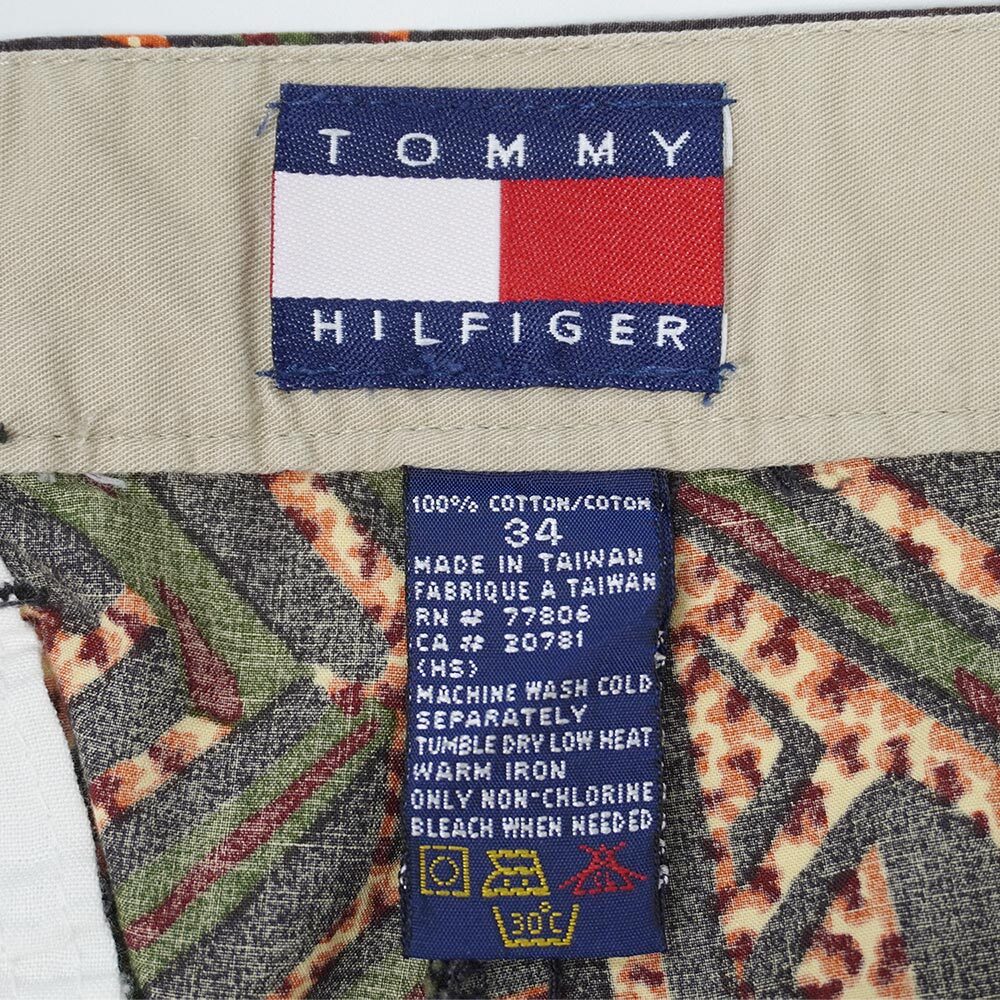 TOMMY
HILFIGER
100% COTTON/COTON
34
MADE IN TAIWAN
FABRIQUE A TAIWAN
RN # 77806
CA # 20781
(HS)
MACHINE WASH COLD
SEPARATELY
TUMBLE DRY LOW HEAT
WARM IRON
ONLY NON-CHLORINE
BLEACH WHEN NEEDED
30°C